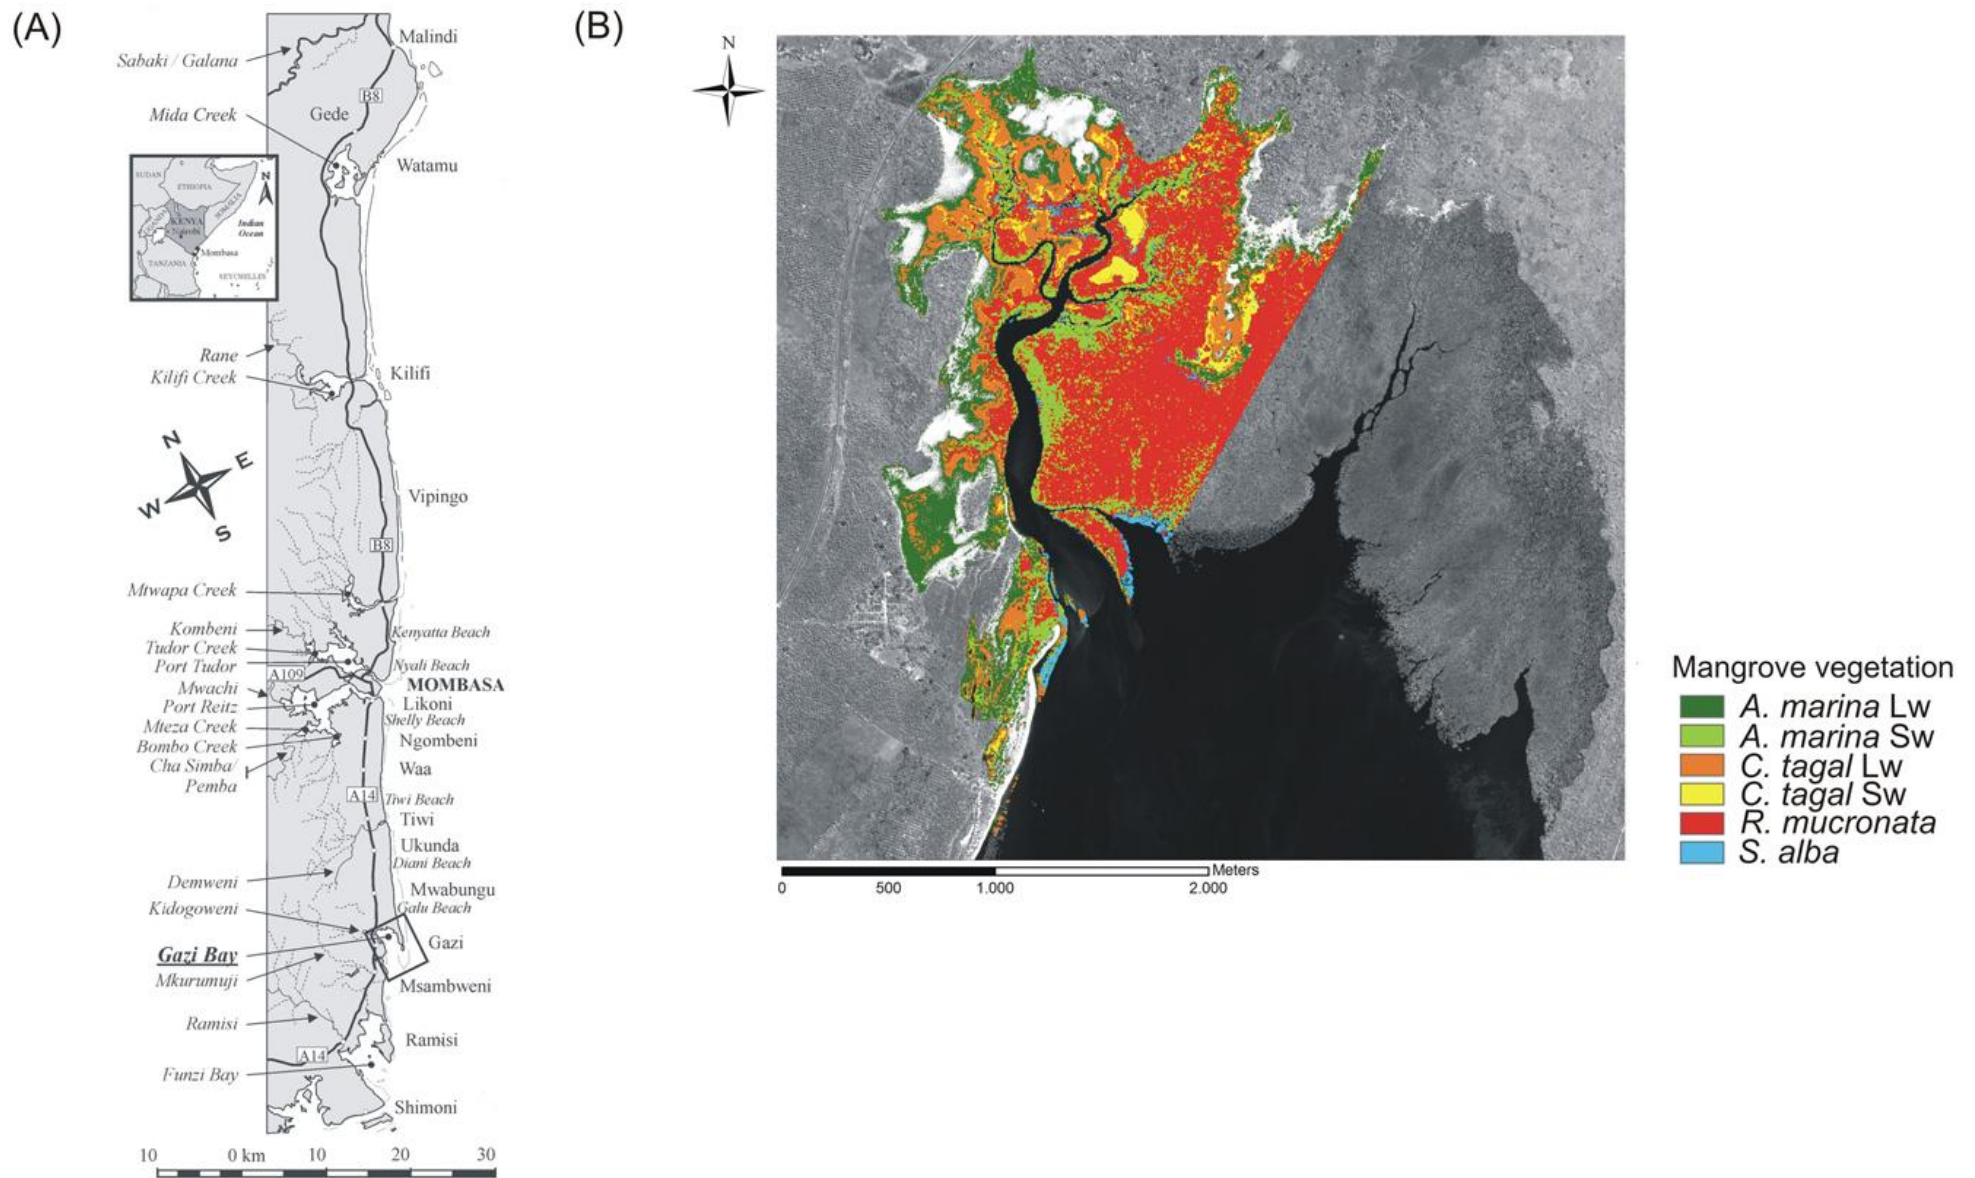 (A)
Malindi
Sabaki / Galana
B8
Mida Creek
Gede
Watamu
SUDAN
ETHIOPIA
N
SOMALIA
UGANDA
KENYA
Nairobi
Indian
Ocean
Mombasa
TANZANIA
SEYCHELLES
Rane
Kilifi Creek
Kilifi
N
E
W
S
Vipingo
B8
Mtwapa Creek
Kombeni
Kenyatta Beach
Tudor Creek
Port Tudor
Nyali Beach
A109
Mwachi
MOMBASA
Port Reitz
Likoni
Mteza Creek
Shelly Beach
Bombo Creek
Ngombeni
Cha Simba/
Pemba
Waa
A14
Tiwi Beach
Tiwi
Ukunda
Diani Beach
Demweni
Mwabungu
Kidogoweni
Galu Beach
Gazi Bay
Gazi
Mkurumuji
Msambweni
Ramisi
Ramisi
A14
Funzi Bay
Shimoni
10 0 km 10 20 30
(B)
N
Meters
0 500 1.000 2.000
Mangrove vegetation
A. marina Lw
A. marina Sw
C. tagal Lw
C. tagal Sw
R. mucronata
S. alba